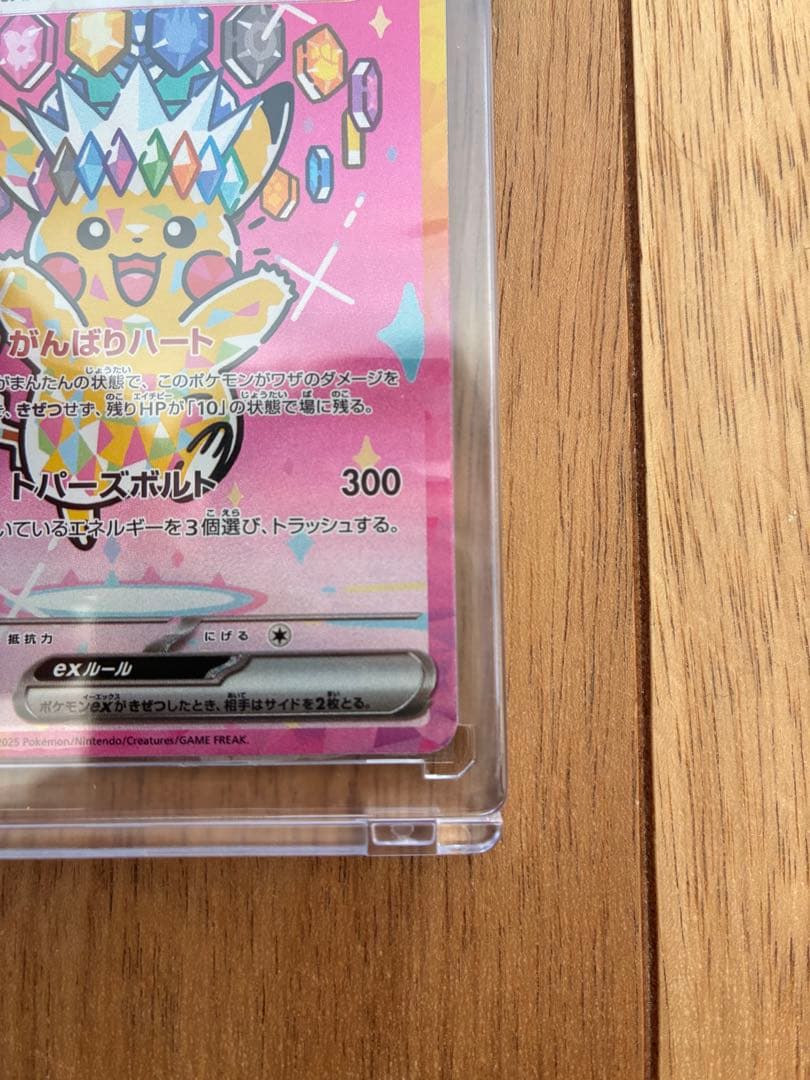 がんばりハート
がまんたんの状態で、このポケモンがワザのダメージを
、きぜつせず、残りHPが「10」の状態で場に残る。
トパーズボルト 300
いているエネルギーを3個選び、トラッシュする。
抵抗力 にげる
exルール
ポケモンexがきぜつしたとき、相手はサイドを2枚とる。
2025 Pokémon/Nintendo/Creatures/GAME FREAK.